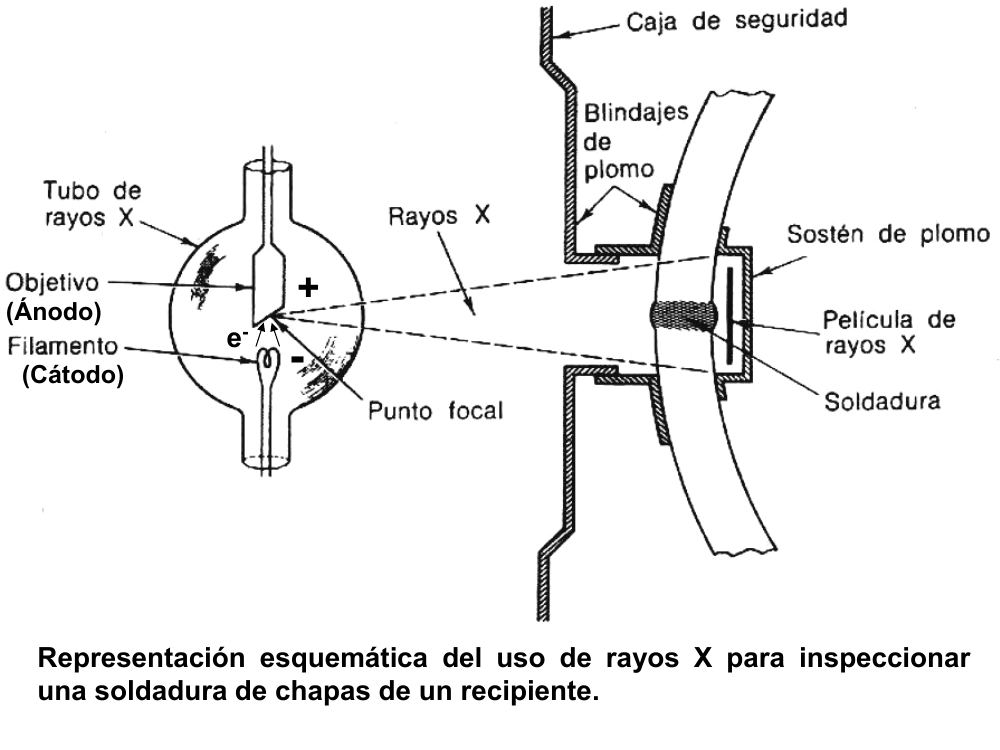 Caja de seguridad
Blindajes
de
plomo
Tubo de
rayos X
Rayos X
Sostén de plomo
Objetivo
(Ánodo)
+
e-
Filamento
(Cátodo)
-
Película de
rayos X
Punto focal
Soldadura
Representación esquemática del uso de rayos X para inspeccionar
una soldadura de chapas de un recipiente.